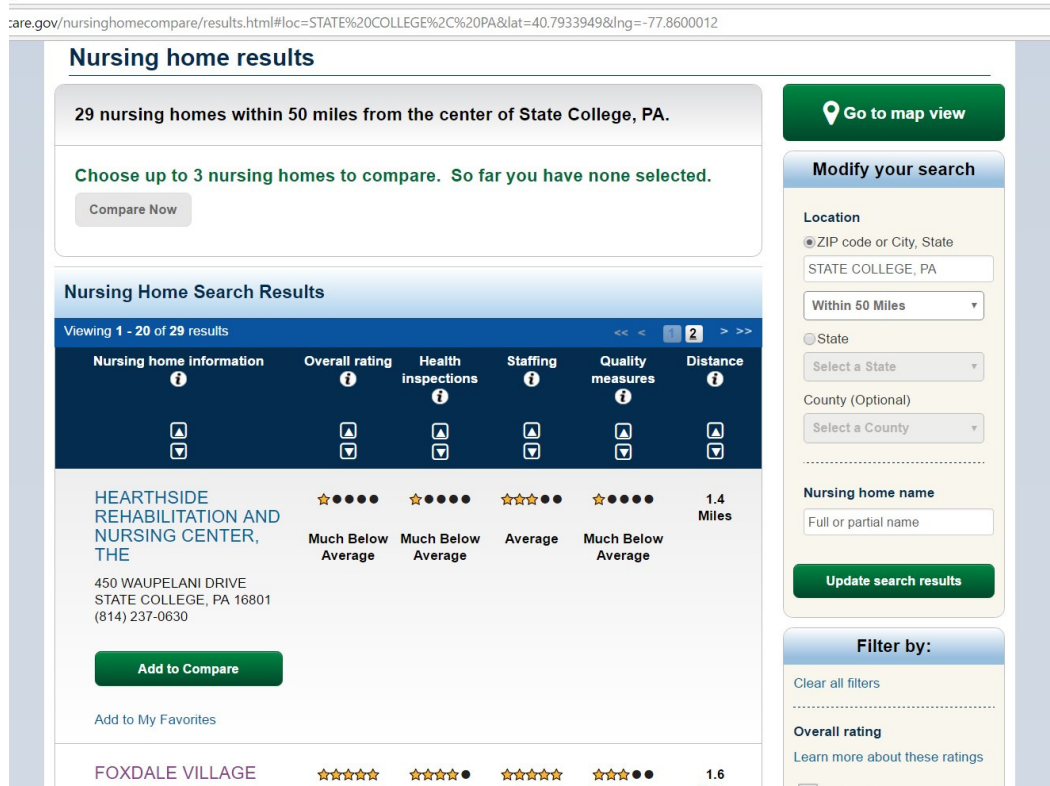 care.gov/nursinghomecompare/results.html#loc=STATE%20COLLEGE%2C%20PA&lat=40.7933949&lng=-77.8600012
Nursing home results
29 nursing homes within 50 miles from the center of State College, PA.
Choose up to 3 nursing homes to compare. So far you have none selected.
Compare Now
Nursing Home Search Results
Viewing 1 - 20 of 29 results
<< < 1 2 > >>
Nursing home information
Overall rating
Health
inspections
Staffing
Quality
measures
Distance
HEARTHSIDE
REHABILITATION AND
NURSING CENTER,
THE
450 WAUPELANI DRIVE
STATE COLLEGE, PA 16801
(814) 237-0630
Much Below
Average
Much Below
Average
Average
Much Below
Average
1.4
Miles
Add to Compare
Add to My Favorites
FOXDALE VILLAGE
1.6
Go to map view
Modify your search
Location
ZIP code or City, State
STATE COLLEGE, PA
Within 50 Miles
State
Select a State
County (Optional)
Select a County
Nursing home name
Full or partial name
Update search results
Filter by:
Clear all filters
Overall rating
Learn more about these ratings